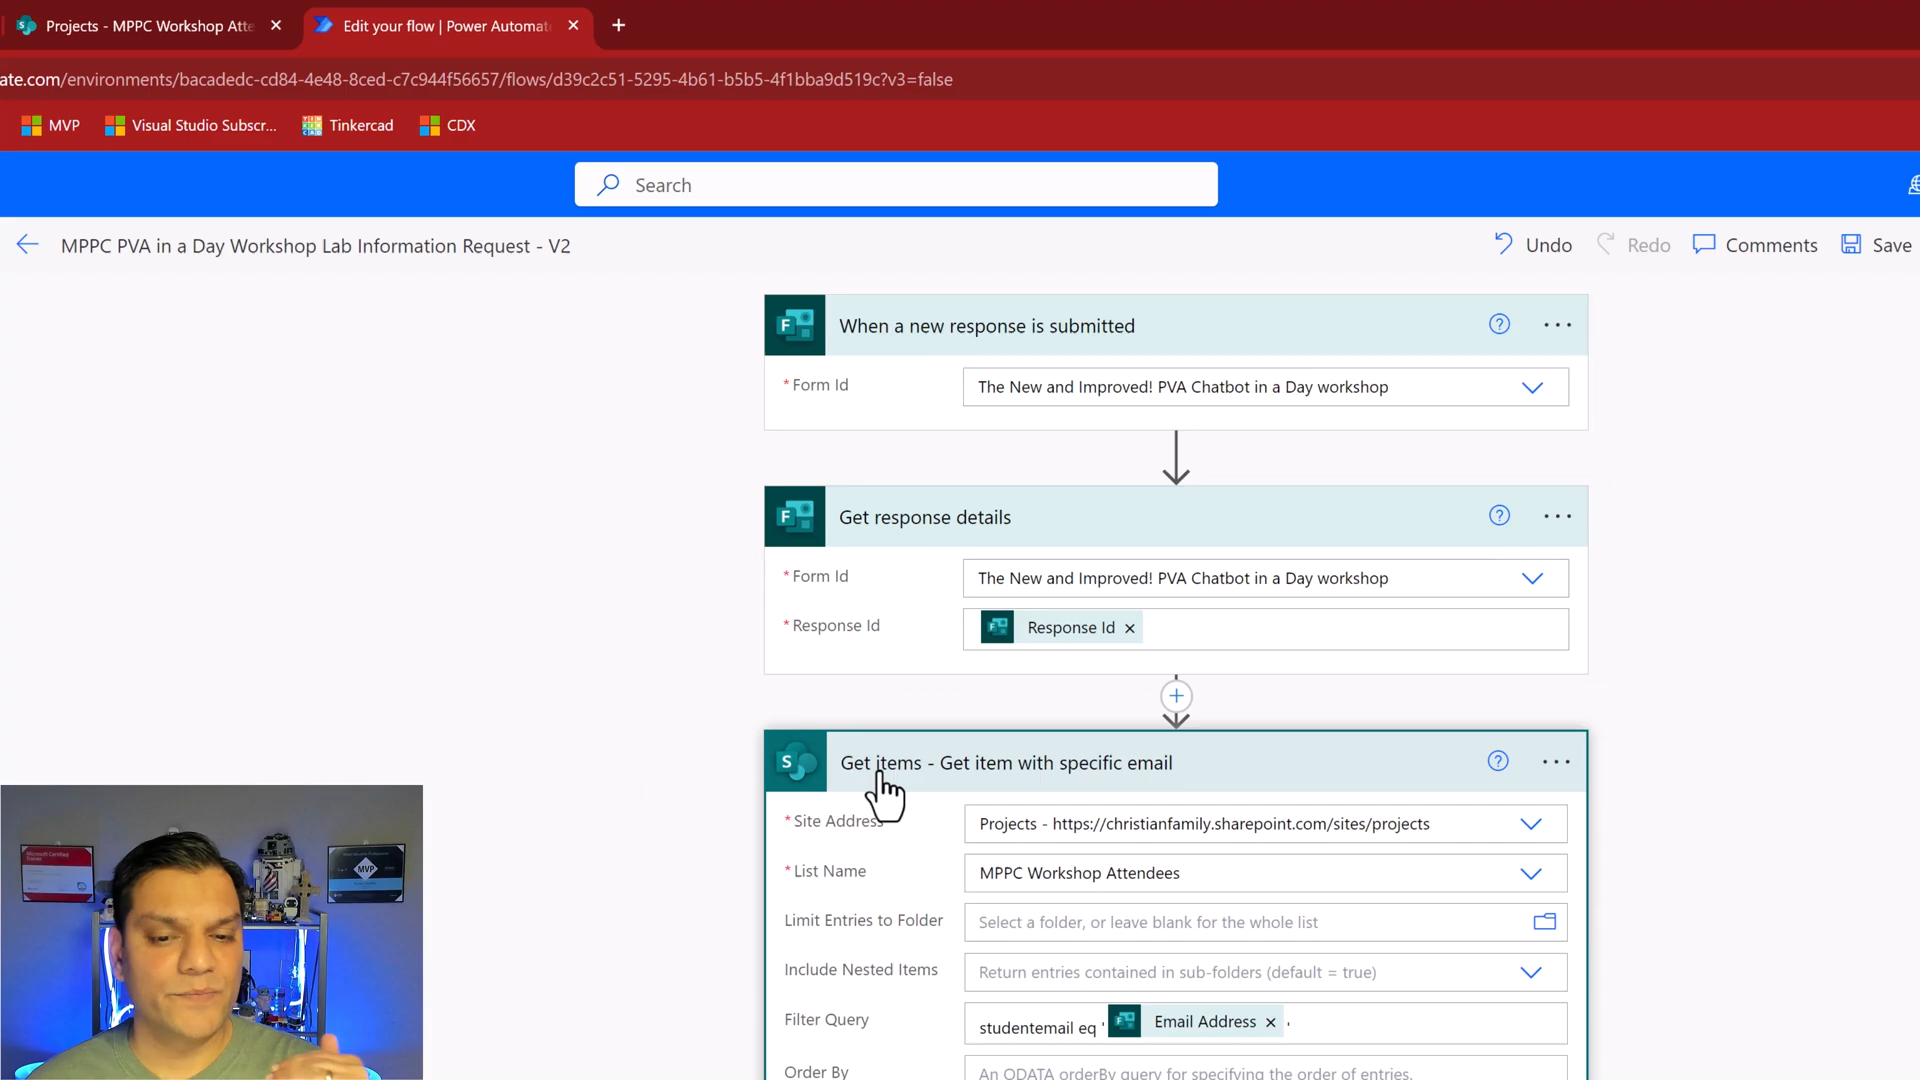 Projects - MPPC Workshop Atte
Edit your flow | Power Automat
ate.com/environments/bacadedc-cd84-4e48-8ced-c7c944f56657/flows/d39c2c51-5295-4b61-b5b5-4f1bba9d519c?v3=false
MVP
Visual Studio Subscr...
Tinkercad
CDX
Search
MPPC PVA in a Day Workshop Lab Information Request - V2
Undo
Redo
Comments
Save
F
When a new response is submitted
* Form Id
The New and Improved! PVA Chatbot in a Day workshop
F
Get response details
* Form Id
The New and Improved! PVA Chatbot in a Day workshop
* Response Id
Response Id
S
Get items - Get item with specific email
* Site Address
Projects - https://christianfamily.sharepoint.com/sites/projects
* List Name
MPPC Workshop Attendees
Limit Entries to Folder
Select a folder, or leave blank for the whole list
Include Nested Items
Return entries contained in sub-folders (default = true)
Filter Query
studentemail eq ' Email Address '
Order By
An ODATA orderBy query for specifying the order of entries.
MVP